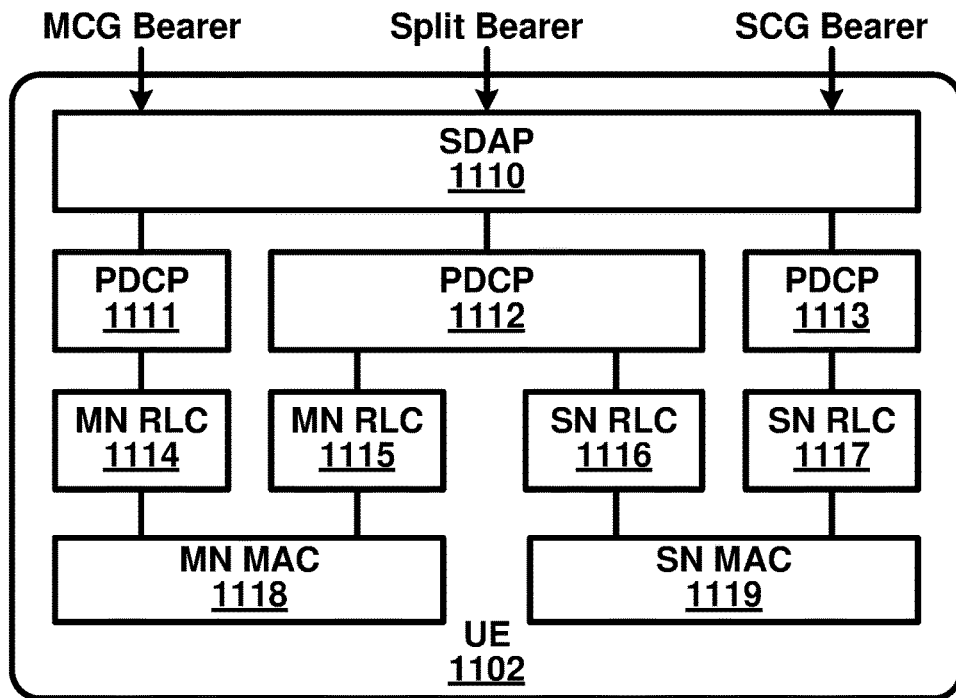 MCG Bearer Split Bearer SCG Bearer
SDAP
1110
PDCP PDCP PDCP
1111 1112 1113
MN RLC MN RLC SN RLC SN RLC
1114 1115 1116 1117
MN MAC SN MAC
1118 1119
UE
1102